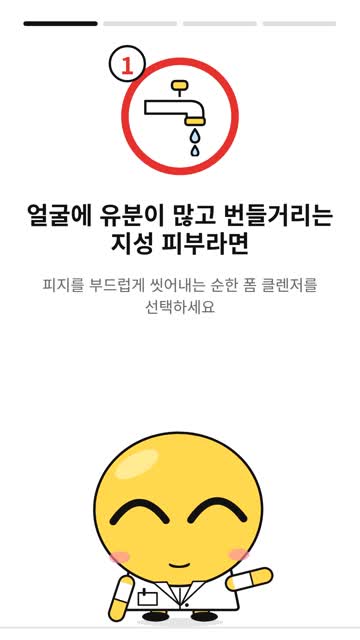 1
얼굴에 유분이 많고 번들거리는
지성 피부라면
피지를 부드럽게 씻어내는 순한 폼 클렌저를
선택하세요